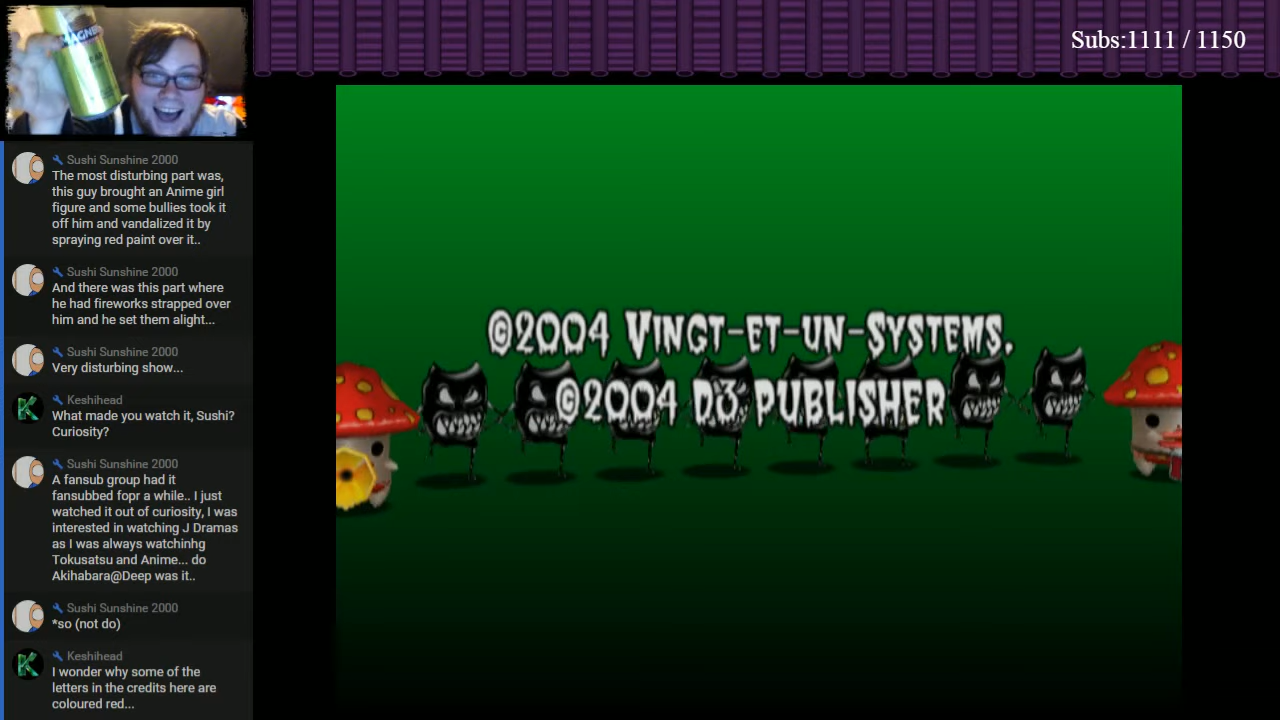 MAGNE
Subs:1111 / 1150
Sushi Sunshine 2000
The most disturbing part was,
this guy brought an Anime girl
figure and some bullies took it
off him and vandalized it by
spraying red paint over it..
Sushi Sunshine 2000
And there was this part where
he had fireworks strapped over
him and he set them alight...
Sushi Sunshine 2000
Very disturbing show...
Keshihead
What made you watch it, Sushi?
Curiosity?
Sushi Sunshine 2000
A fansub group had it
fansubbed fopr a while.. I just
watched it out of curiosity, I was
interested in watching J Dramas
as I was always watchinhg
Tokusatsu and Anime... do
Akihabara@Deep was it..
Sushi Sunshine 2000
*so (not do)
Keshihead
I wonder why some of the
letters in the credits here are
coloured red...
©2004 VINGT-ET-UN-SYSTEMS.
©2004 D3 PUBLISHER